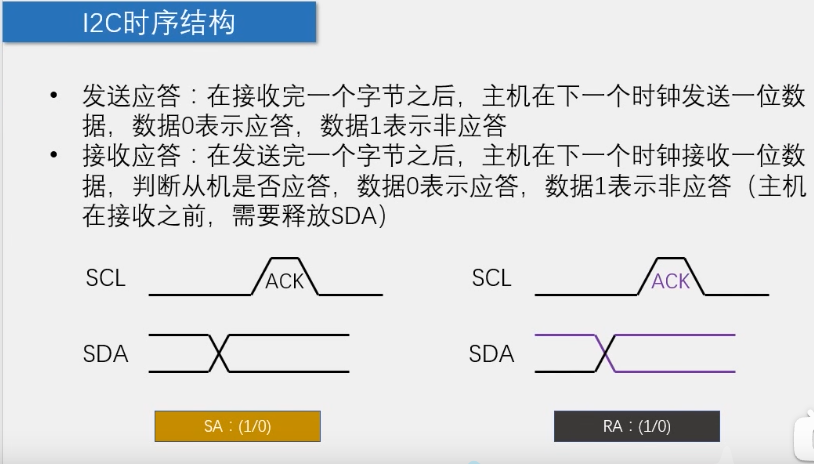 I2C时序结构
• 发送应答：在接收完一个字节之后，主机在下一个时钟发送一位数
据，数据0表示应答，数据1表示非应答
• 接收应答：在发送完一个字节之后，主机在下一个时钟接收一位数
据，判断从机是否应答，数据0表示应答，数据1表示非应答（主机
在接收之前，需要释放SDA）
SCL ACK
SCL ACK
SDA
SDA
SA：(1/0)
RA：(1/0)